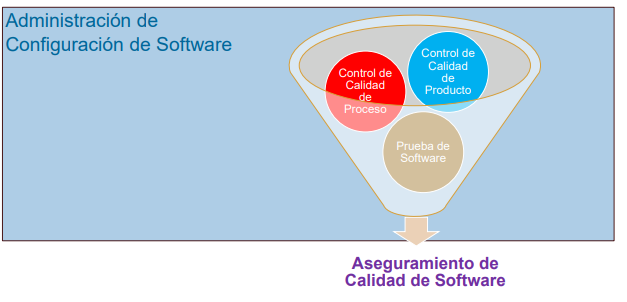 Administración de
Configuración de Software
Control de
Calidad
de
Proceso
Control de
Calidad
de
Producto
Prueba de
Software
Aseguramiento de
Calidad de Software